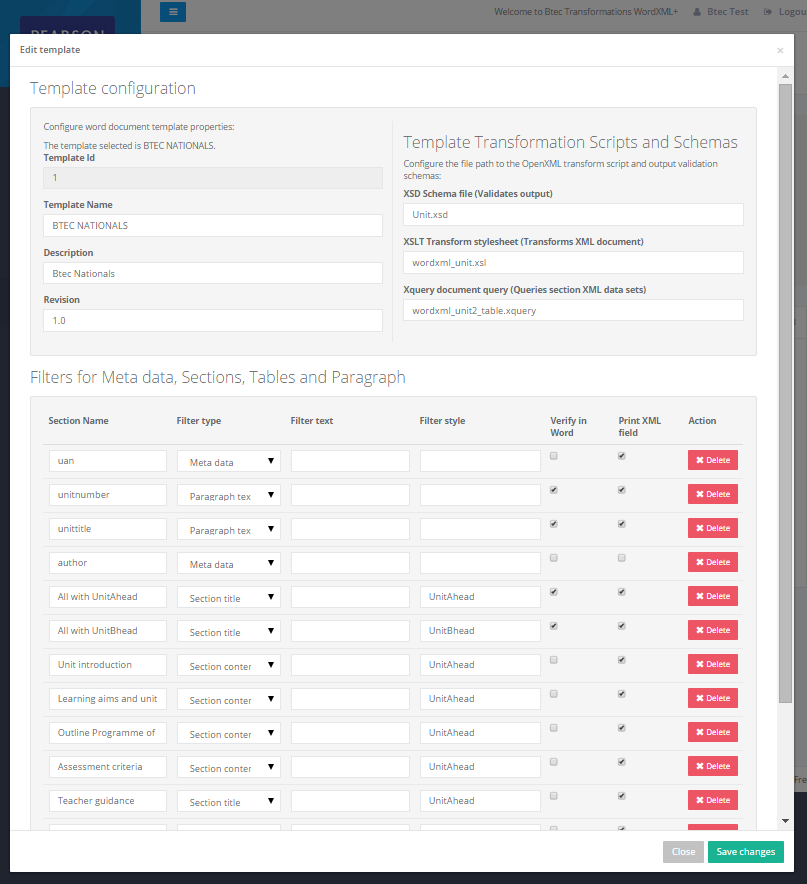 PEARSON
Welcome to Btec Transformations WordXML+ Btec Test Logou
Edit template ×
Template configuration
Configure word document template properties:
The template selected is BTEC NATIONALS.
Template Id
1
Template Name
BTEC NATIONALS
Description
Btec Nationals
Revision
1.0
Template Transformation Scripts and Schemas
Configure the file path to the OpenXML transform script and output validation
schemas:
XSD Schema file (Validates output)
Unit.xsd
XSLT Transform stylesheet (Transforms XML document)
wordxml_unit.xsl
Xquery document query (Queries section XML data sets)
wordxml_unit2_table.xquery
Filters for Meta data, Sections, Tables and Paragraph
Section Name Filter type Filter text Filter style Verify in Word Print XML field Action
uan Meta data Delete
unitnumber Paragraph tex Delete
unittitle Paragraph tex Delete
author Meta data Delete
All with UnitAhead Section title UnitAhead Delete
All with UnitBhead Section title UnitBhead Delete
Unit introduction Section conter UnitAhead Delete
Learning aims and unit Section conter UnitAhead Delete
Outline Programme of Section conter UnitAhead Delete
Assessment criteria Section conter UnitAhead Delete
Teacher guidance Section title UnitAhead Delete
Fre
Close Save changes